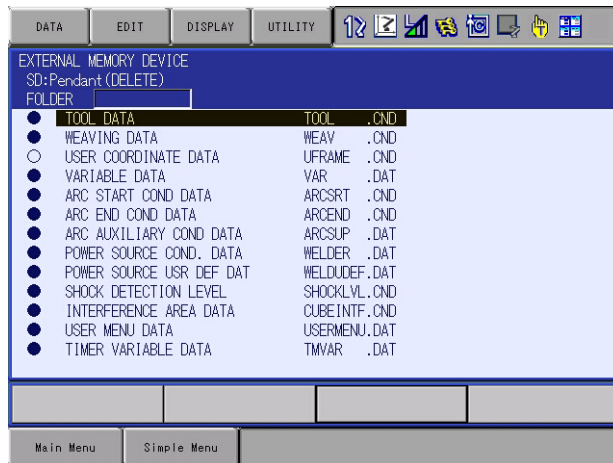 DATA EDIT DISPLAY UTILITY
EXTERNAL MEMORY DEVICE
SD:Pendant(DELETE)
FOLDER
TOOL DATA TOOL .CND
WEAVING DATA WEAV .CND
USER COORDINATE DATA UFRAME .CND
VARIABLE DATA VAR .DAT
ARC START COND DATA ARCSRT .CND
ARC END COND DATA ARCEND .CND
ARC AUXILIARY COND DATA ARCSUP .DAT
POWER SOURCE COND. DATA WELDER .DAT
POWER SOURCE USR DEF DAT WELDUDEF.DAT
SHOCK DETECTION LEVEL SHOCKLVL.CND
INTERFERENCE AREA DATA CUBEINTF.CND
USER MENU DATA USERMENU.DAT
TIMER VARIABLE DATA TMVAR .DAT
Main Menu Simple Menu